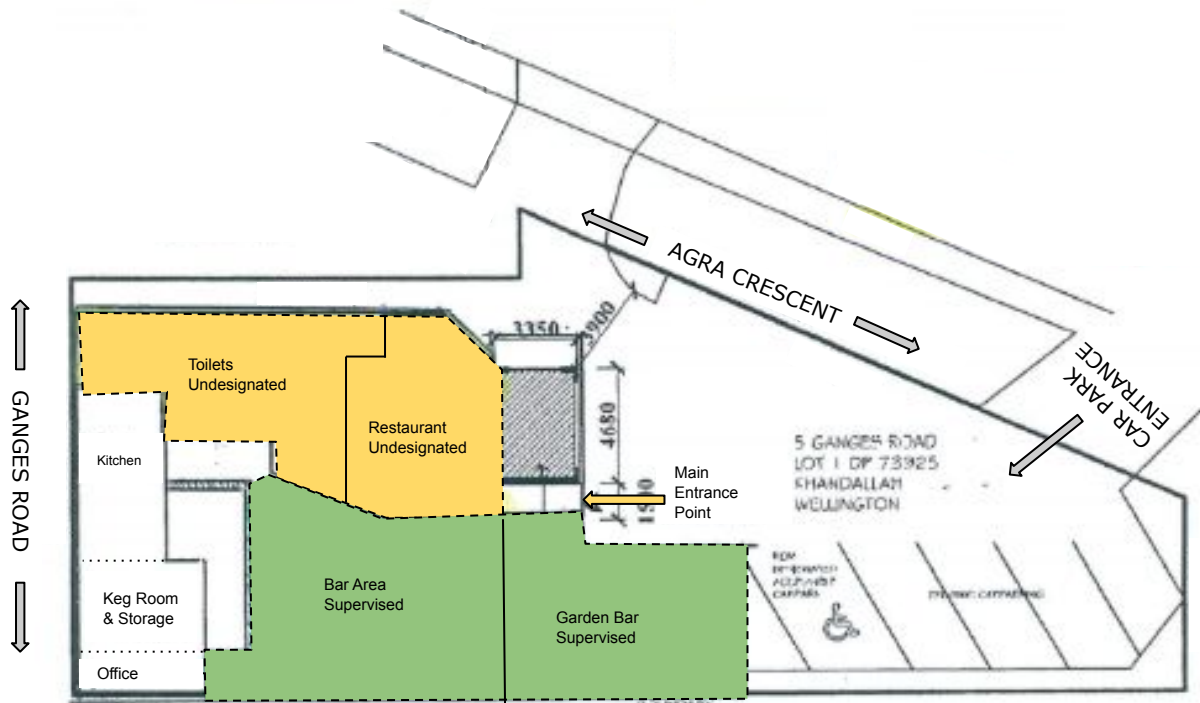 AGRA CRESCENT
CAR PARK
ENTRANCE
GANGES ROAD
3350
3900
4680
Toilets
Undesignated
Restaurant
Undesignated
Kitchen
Main
Entrance
Point
5 GANGES ROAD
LOT 1 DP 73925
KHANDALLAH
WELLINGTON
Bar Area
Supervised
Garden Bar
Supervised
Keg Room
& Storage
Office